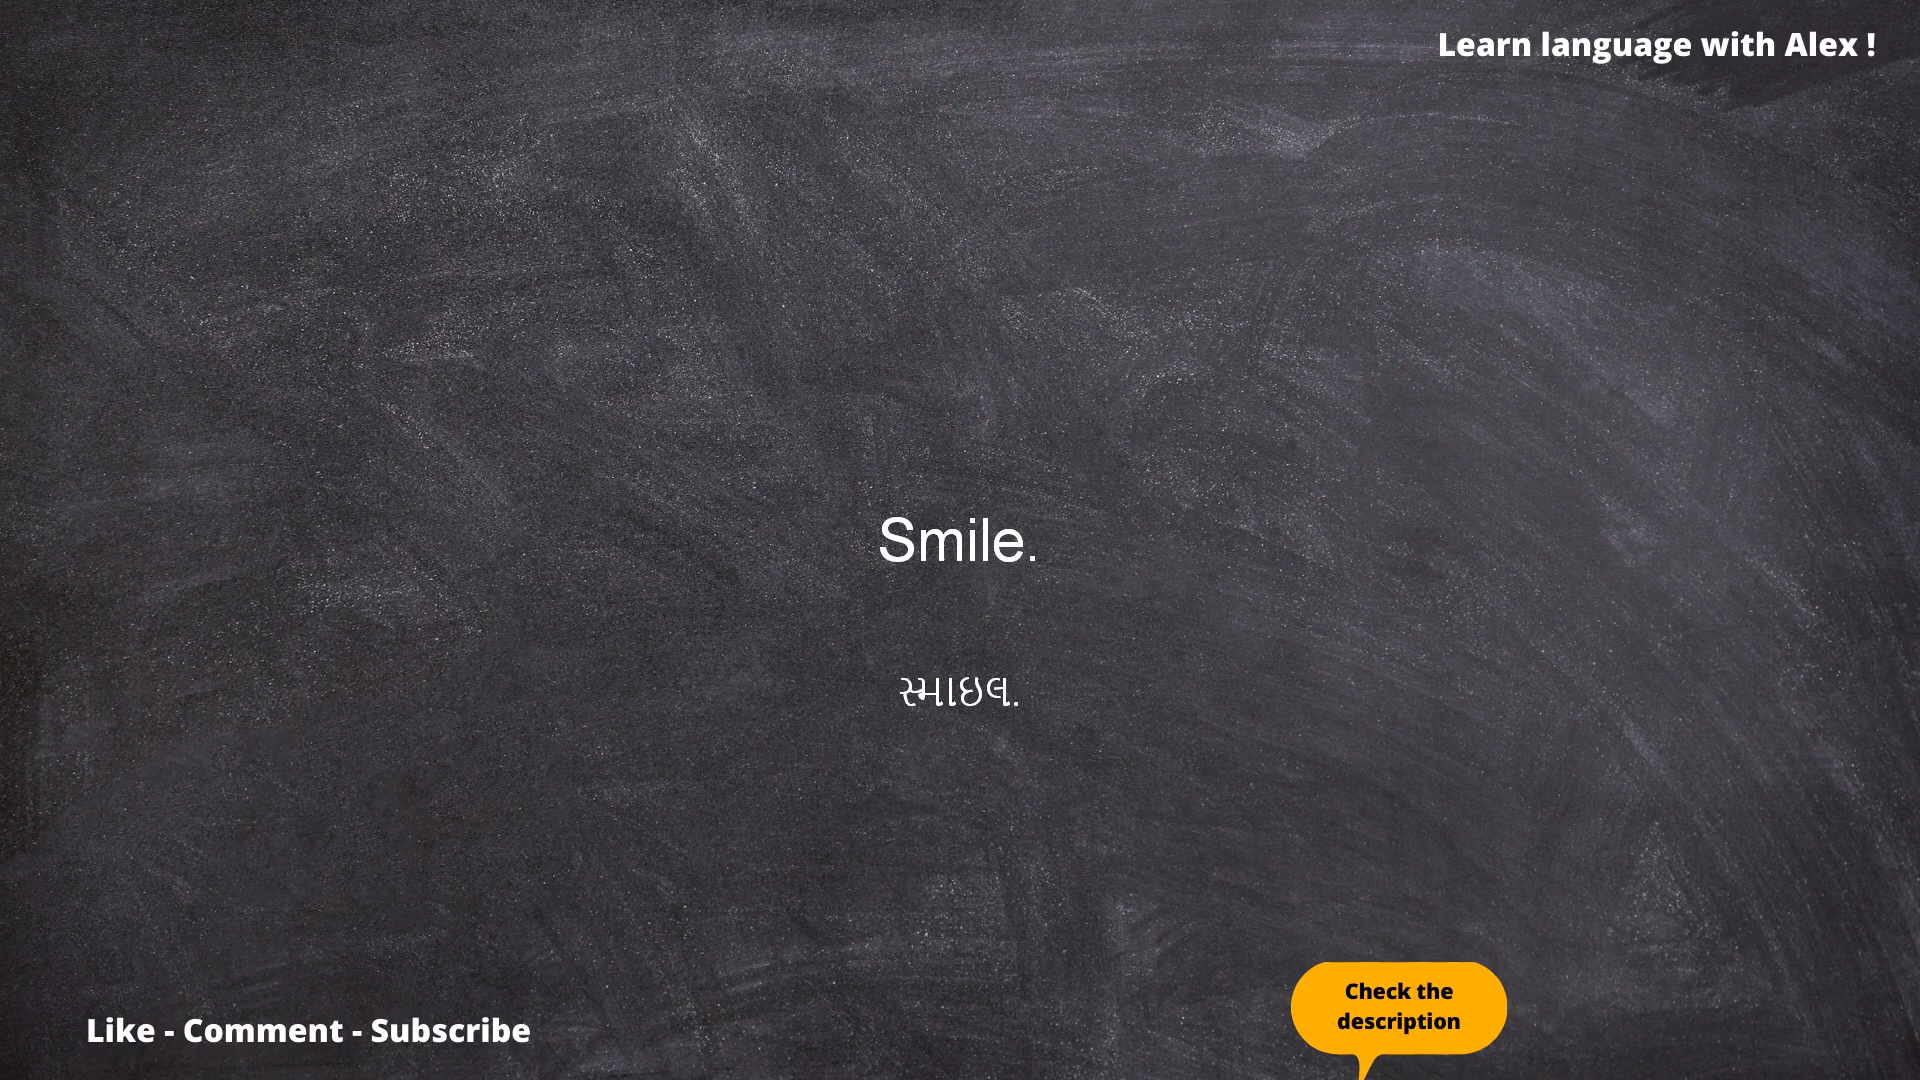 Learn language with Alex !
Smile.
સ્માઇલ.
Check the
description
Like - Comment - Subscribe